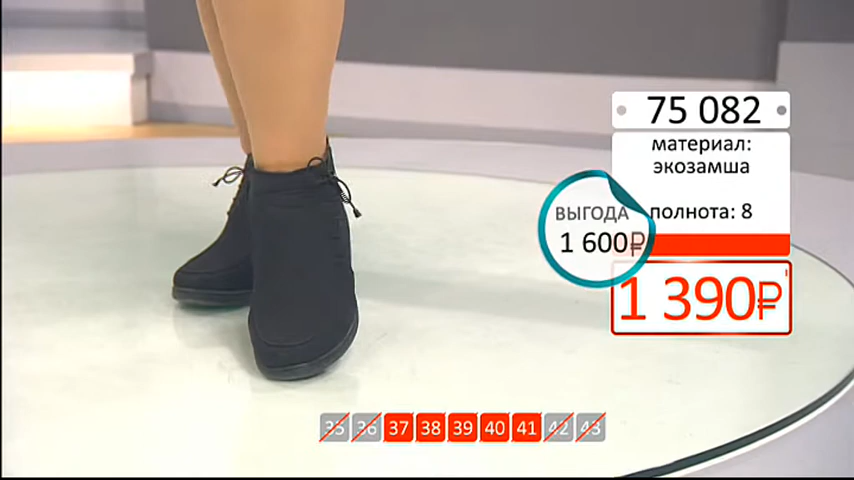 75 082
материал:
экозамша
полнота: 8
ВЫГОДА
1 600₽
1 390₽
35 36 37 38 39 40 41 42 43